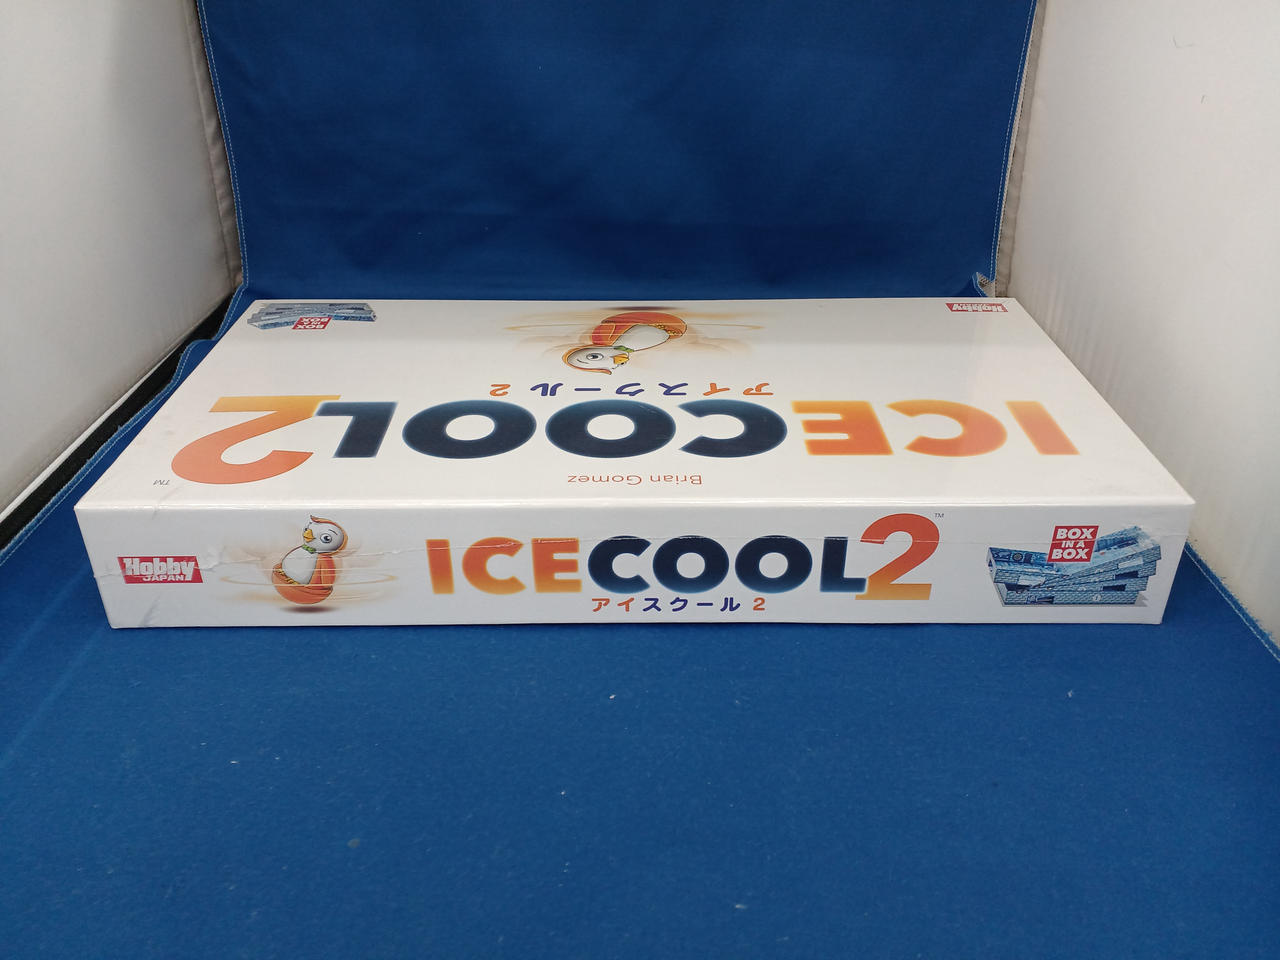 BOX
IN A
BOX
Hobby
JAPAN
アイスクール 2
ICECOOL2
TM
Brian Gomez
Hobby
JAPAN
ICECOOL2
TM
アイスクール 2
BOX
IN A
BOX